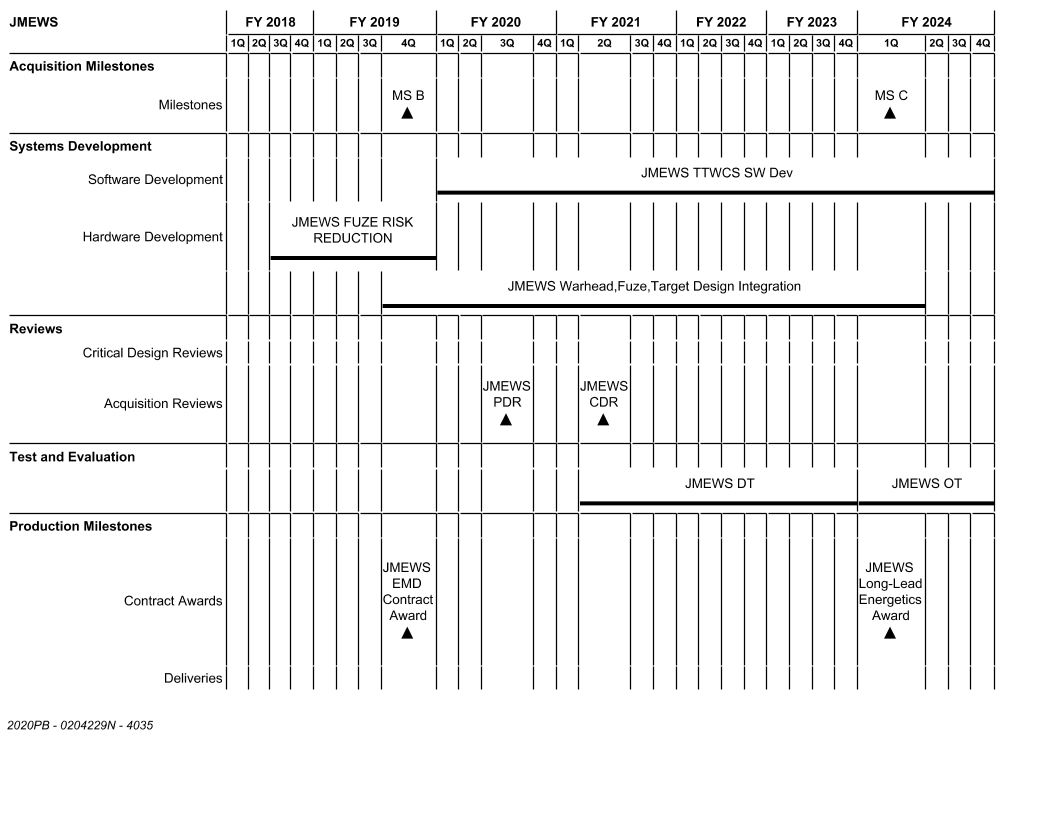 JMEWS FY 2018 FY 2019 FY 2020 FY 2021 FY 2022 FY 2023 FY 2024
1Q 2Q 3Q 4Q 1Q 2Q 3Q 4Q 1Q 2Q 3Q 4Q 1Q 2Q 3Q 4Q 1Q 2Q 3Q 4Q 1Q 2Q 3Q 4Q 1Q 2Q 3Q 4Q
Acquisition Milestones
Milestones
MS B
MS C
Systems Development
Software Development
JMEWS TTWCS SW Dev
Hardware Development
JMEWS FUZE RISK
REDUCTION
JMEWS Warhead,Fuze,Target Design Integration
Reviews
Critical Design Reviews
Acquisition Reviews
JMEWS
PDR
JMEWS
CDR
Test and Evaluation
JMEWS DT
JMEWS OT
Production Milestones
Contract Awards
JMEWS
EMD
Contract
Award
JMEWS
Long-Lead
Energetics
Award
Deliveries
2020PB - 0204229N - 4035